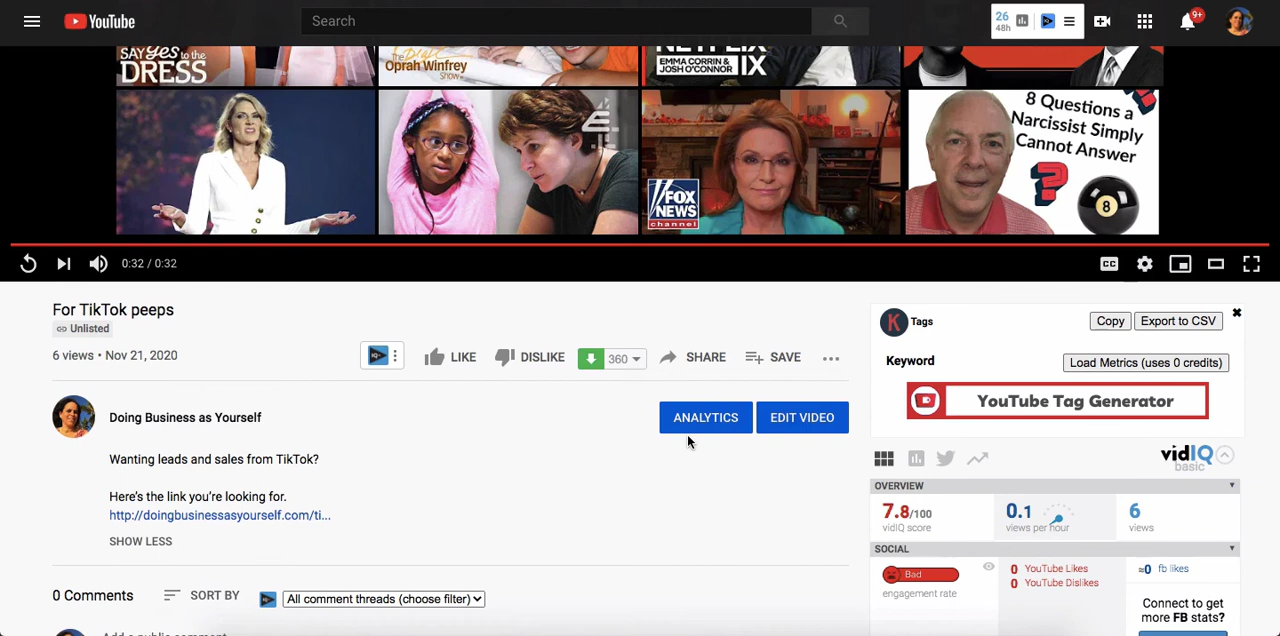 YouTube
Search
26
48h
9+
SAY yes to the
DRESS
The
Oprah Winfrey
Show
NETFLIX
EMMA CORRIN &
JOSH O'CONNOR
FOX
NEWS
channel
8 Questions a
Narcissist Simply
Cannot Answer
8
0:32 / 0:32
CC
For TikTok peeps
Unlisted
6 views • Nov 21, 2020
LIKE
DISLIKE
360
SHARE
SAVE
Doing Business as Yourself
ANALYTICS
EDIT VIDEO
Wanting leads and sales from TikTok?
Here's the link you're looking for.
http://doingbusinessasyourself.com/ti...
SHOW LESS
0 Comments
SORT BY
All comment threads (choose filter)
Add a public comment
K
Tags
Copy
Export to CSV
Keyword
Load Metrics (uses 0 credits)
YouTube Tag Generator
vidIQ
basic
OVERVIEW
7.8/100
vidIQ score
0.1
views per hour
6
views
SOCIAL
Bad
engagement rate
0 YouTube Likes
0 YouTube Dislikes
≈0 fb likes
Connect to get
more FB stats?